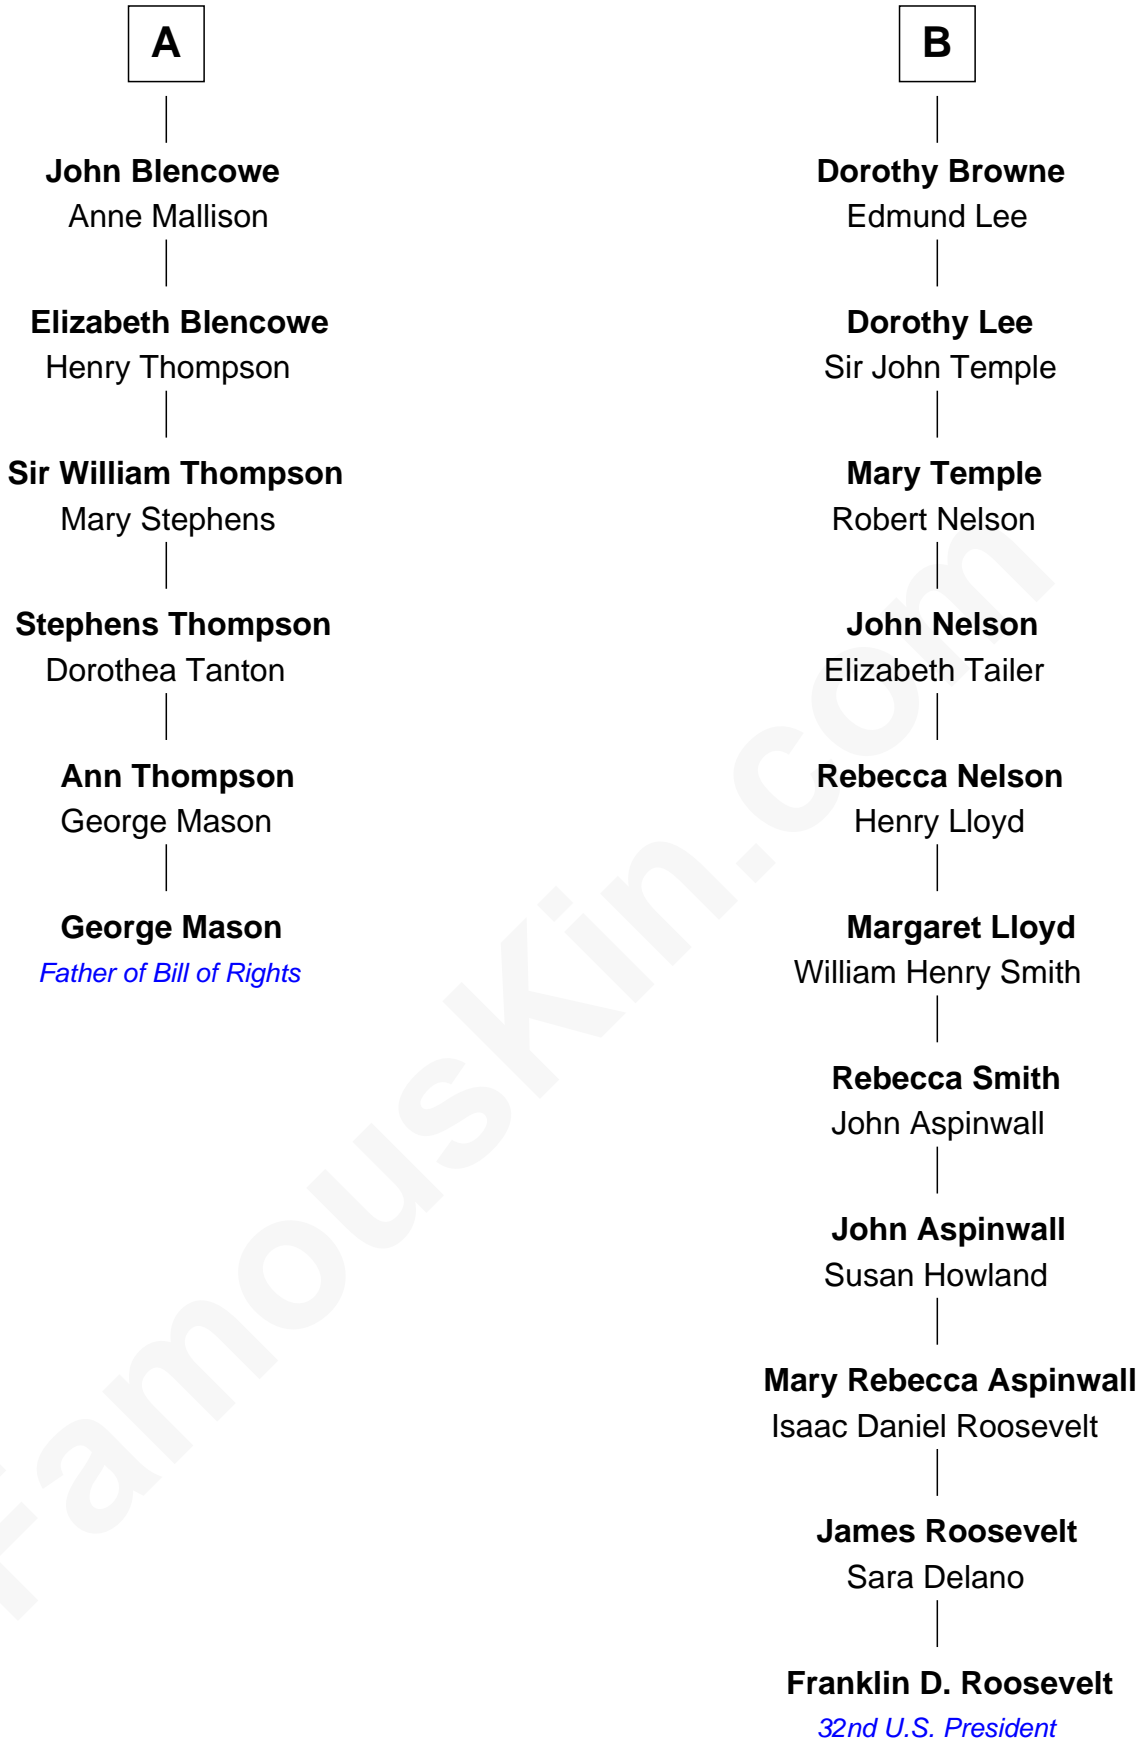 A
John Blencowe
Anne Mallison
Elizabeth Blencowe
Henry Thompson
Sir William Thompson
Mary Stephens
Stephens Thompson
Dorothea Tanton
Ann Thompson
George Mason
George Mason
Father of Bill of Rights
B
Dorothy Browne
Edmund Lee
Dorothy Lee
Sir John Temple
Mary Temple
Robert Nelson
John Nelson
Elizabeth Tailer
Rebecca Nelson
Henry Lloyd
Margaret Lloyd
William Henry Smith
Rebecca Smith
John Aspinwall
John Aspinwall
Susan Howland
Mary Rebecca Aspinwall
Isaac Daniel Roosevelt
James Roosevelt
Sara Delano
Franklin D. Roosevelt
32nd U.S. President
FamousKin.com